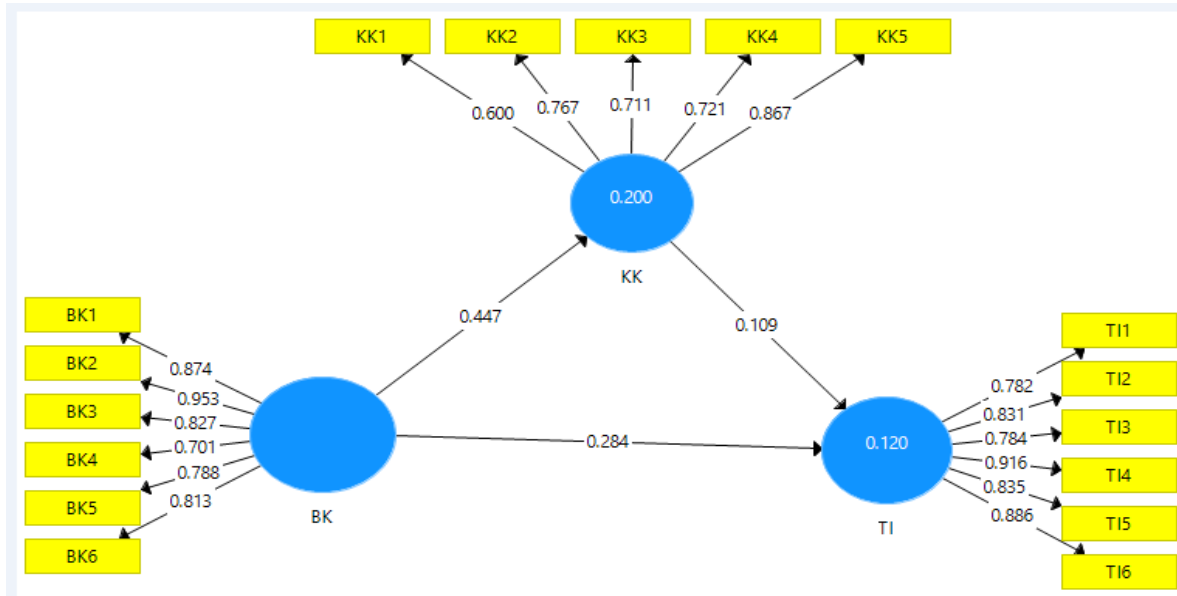 KK1 KK2 KK3 KK4 KK5
0.600 0.767 0.711 0.721 0.867
0.200
KK
0.447
0.109
BK1
BK2
BK3
BK4
BK5
BK6
0.874
0.953
0.827
0.701
0.788
0.813
BK
0.284
0.120
TI
0.782
0.831
0.784
0.916
0.835
0.886
TI1
TI2
TI3
TI4
TI5
TI6